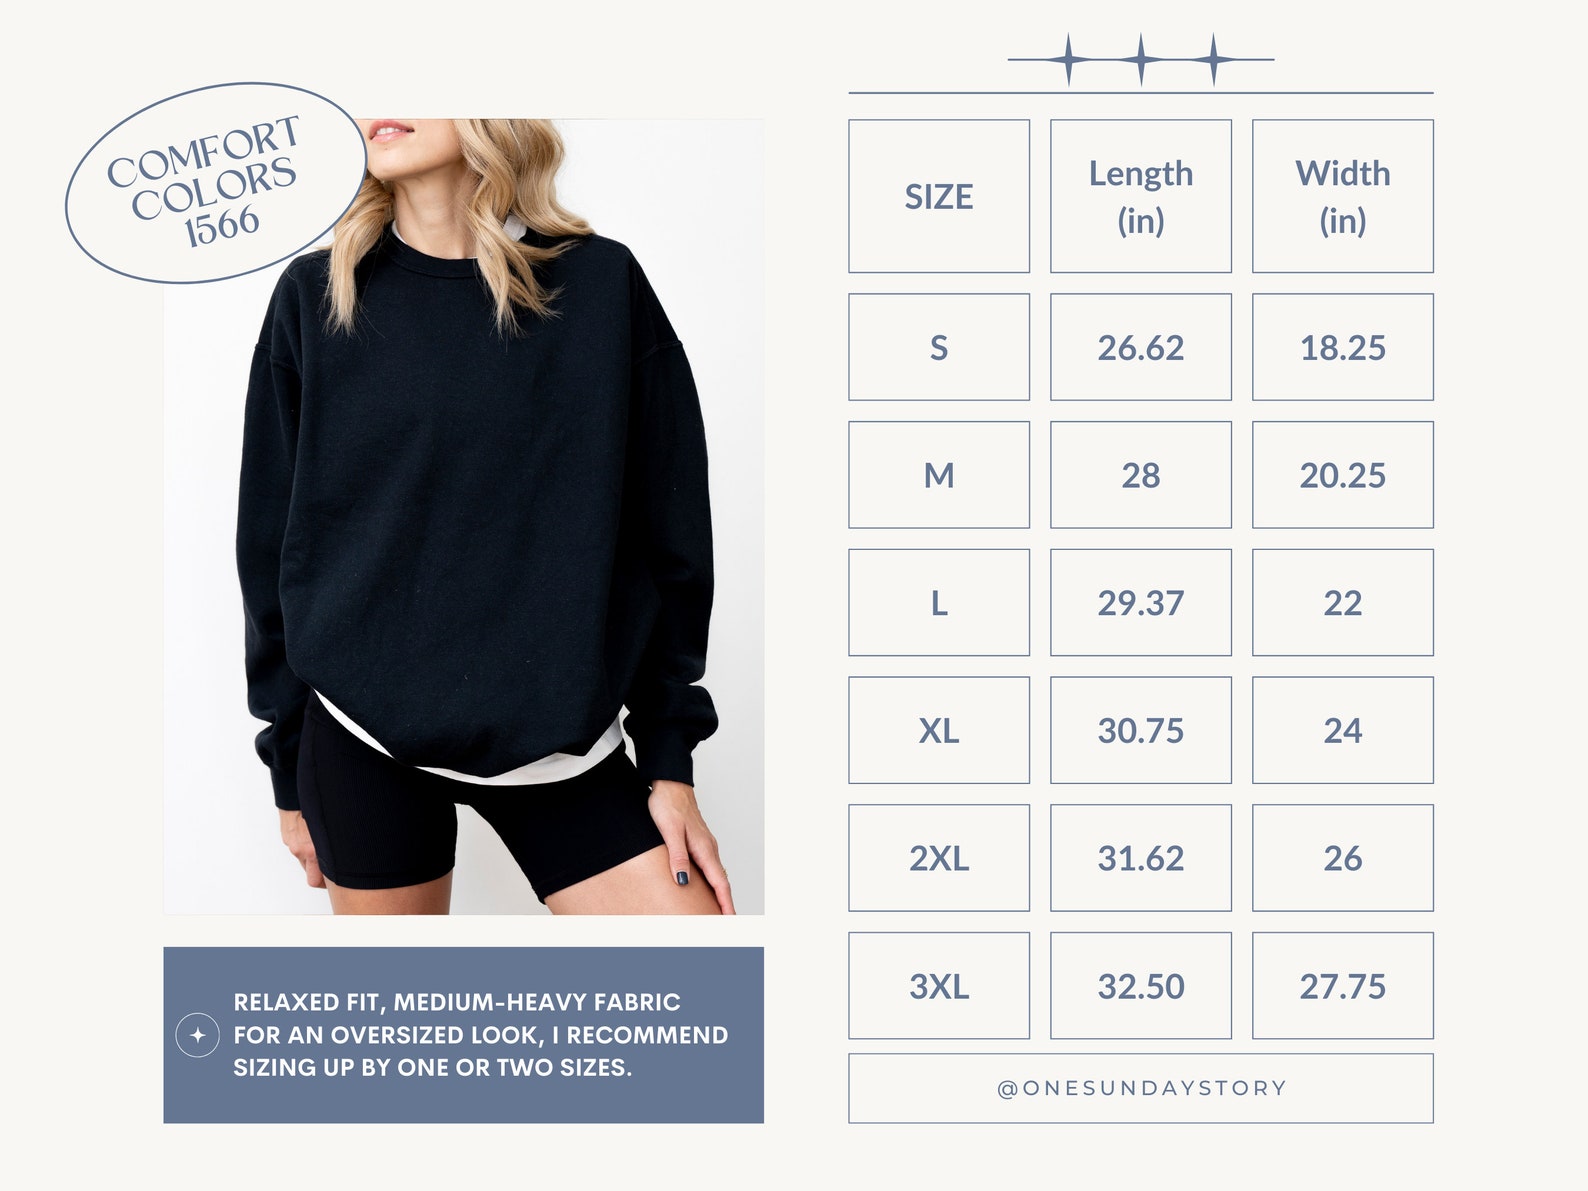 COMFORT
COLORS
1566
SIZE
Length
(in)
Width
(in)
S
26.62
18.25
M
28
20.25
L
29.37
22
XL
30.75
24
2XL
31.62
26
3XL
32.50
27.75
@ONESUNDAYSTORY
RELAXED FIT, MEDIUM-HEAVY FABRIC
FOR AN OVERSIZED LOOK, I RECOMMEND
SIZING UP BY ONE OR TWO SIZES.